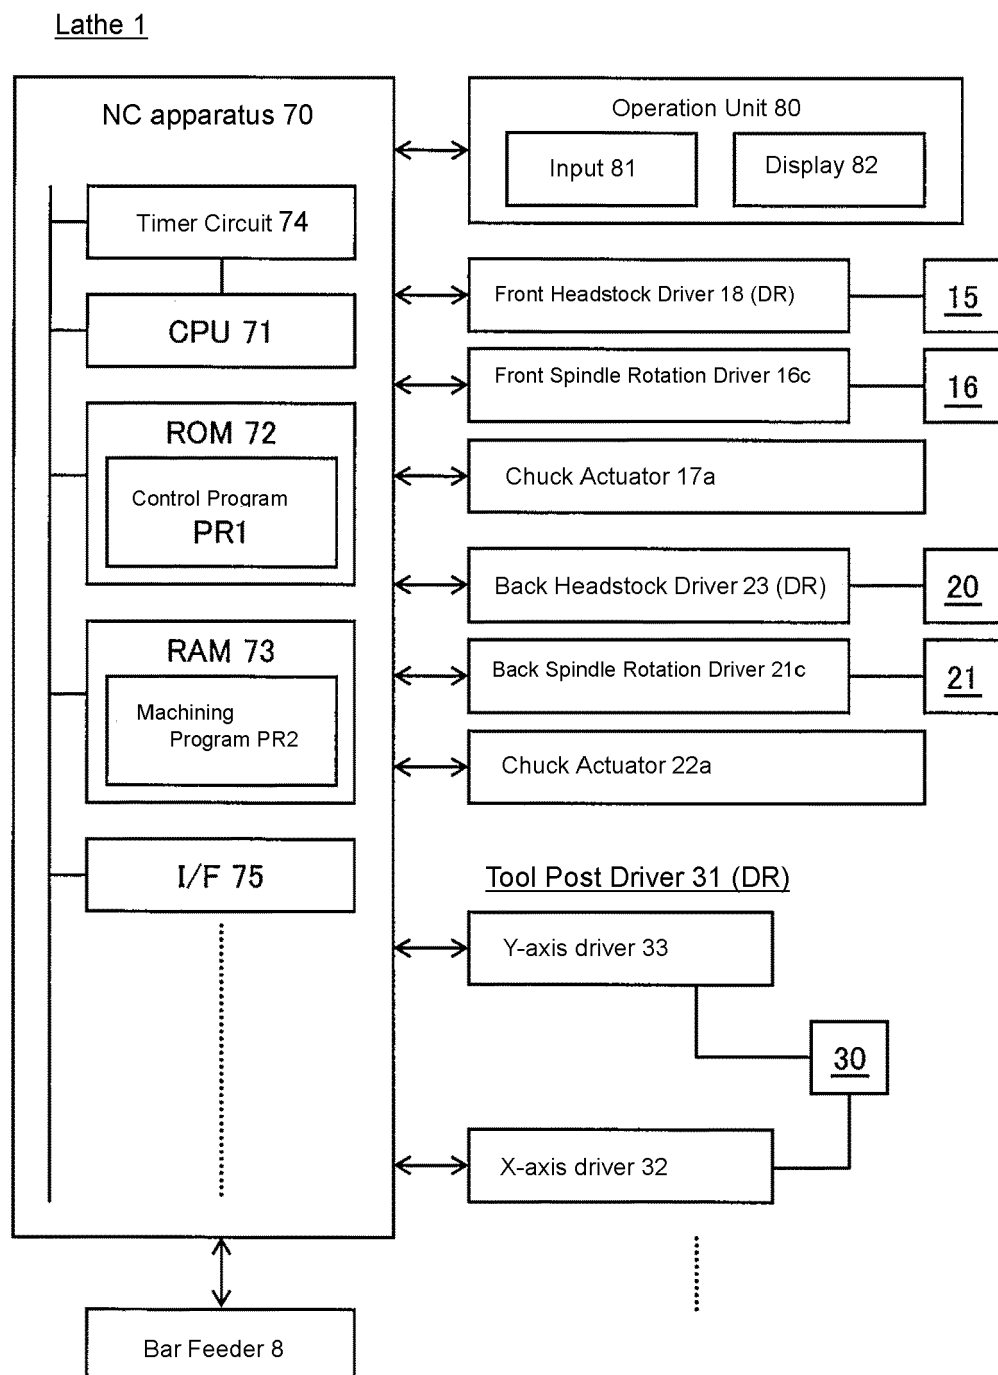 Lathe 1
NC apparatus 70
Timer Circuit 74
CPU 71
ROM 72
Control Program
PR1
RAM 73
Machining
Program PR2
I/F 75
Operation Unit 80
Input 81
Display 82
Front Headstock Driver 18 (DR)
15
Front Spindle Rotation Driver 16c
16
Chuck Actuator 17a
Back Headstock Driver 23 (DR)
20
Back Spindle Rotation Driver 21c
21
Chuck Actuator 22a
Tool Post Driver 31 (DR)
Y-axis driver 33
30
X-axis driver 32
Bar Feeder 8